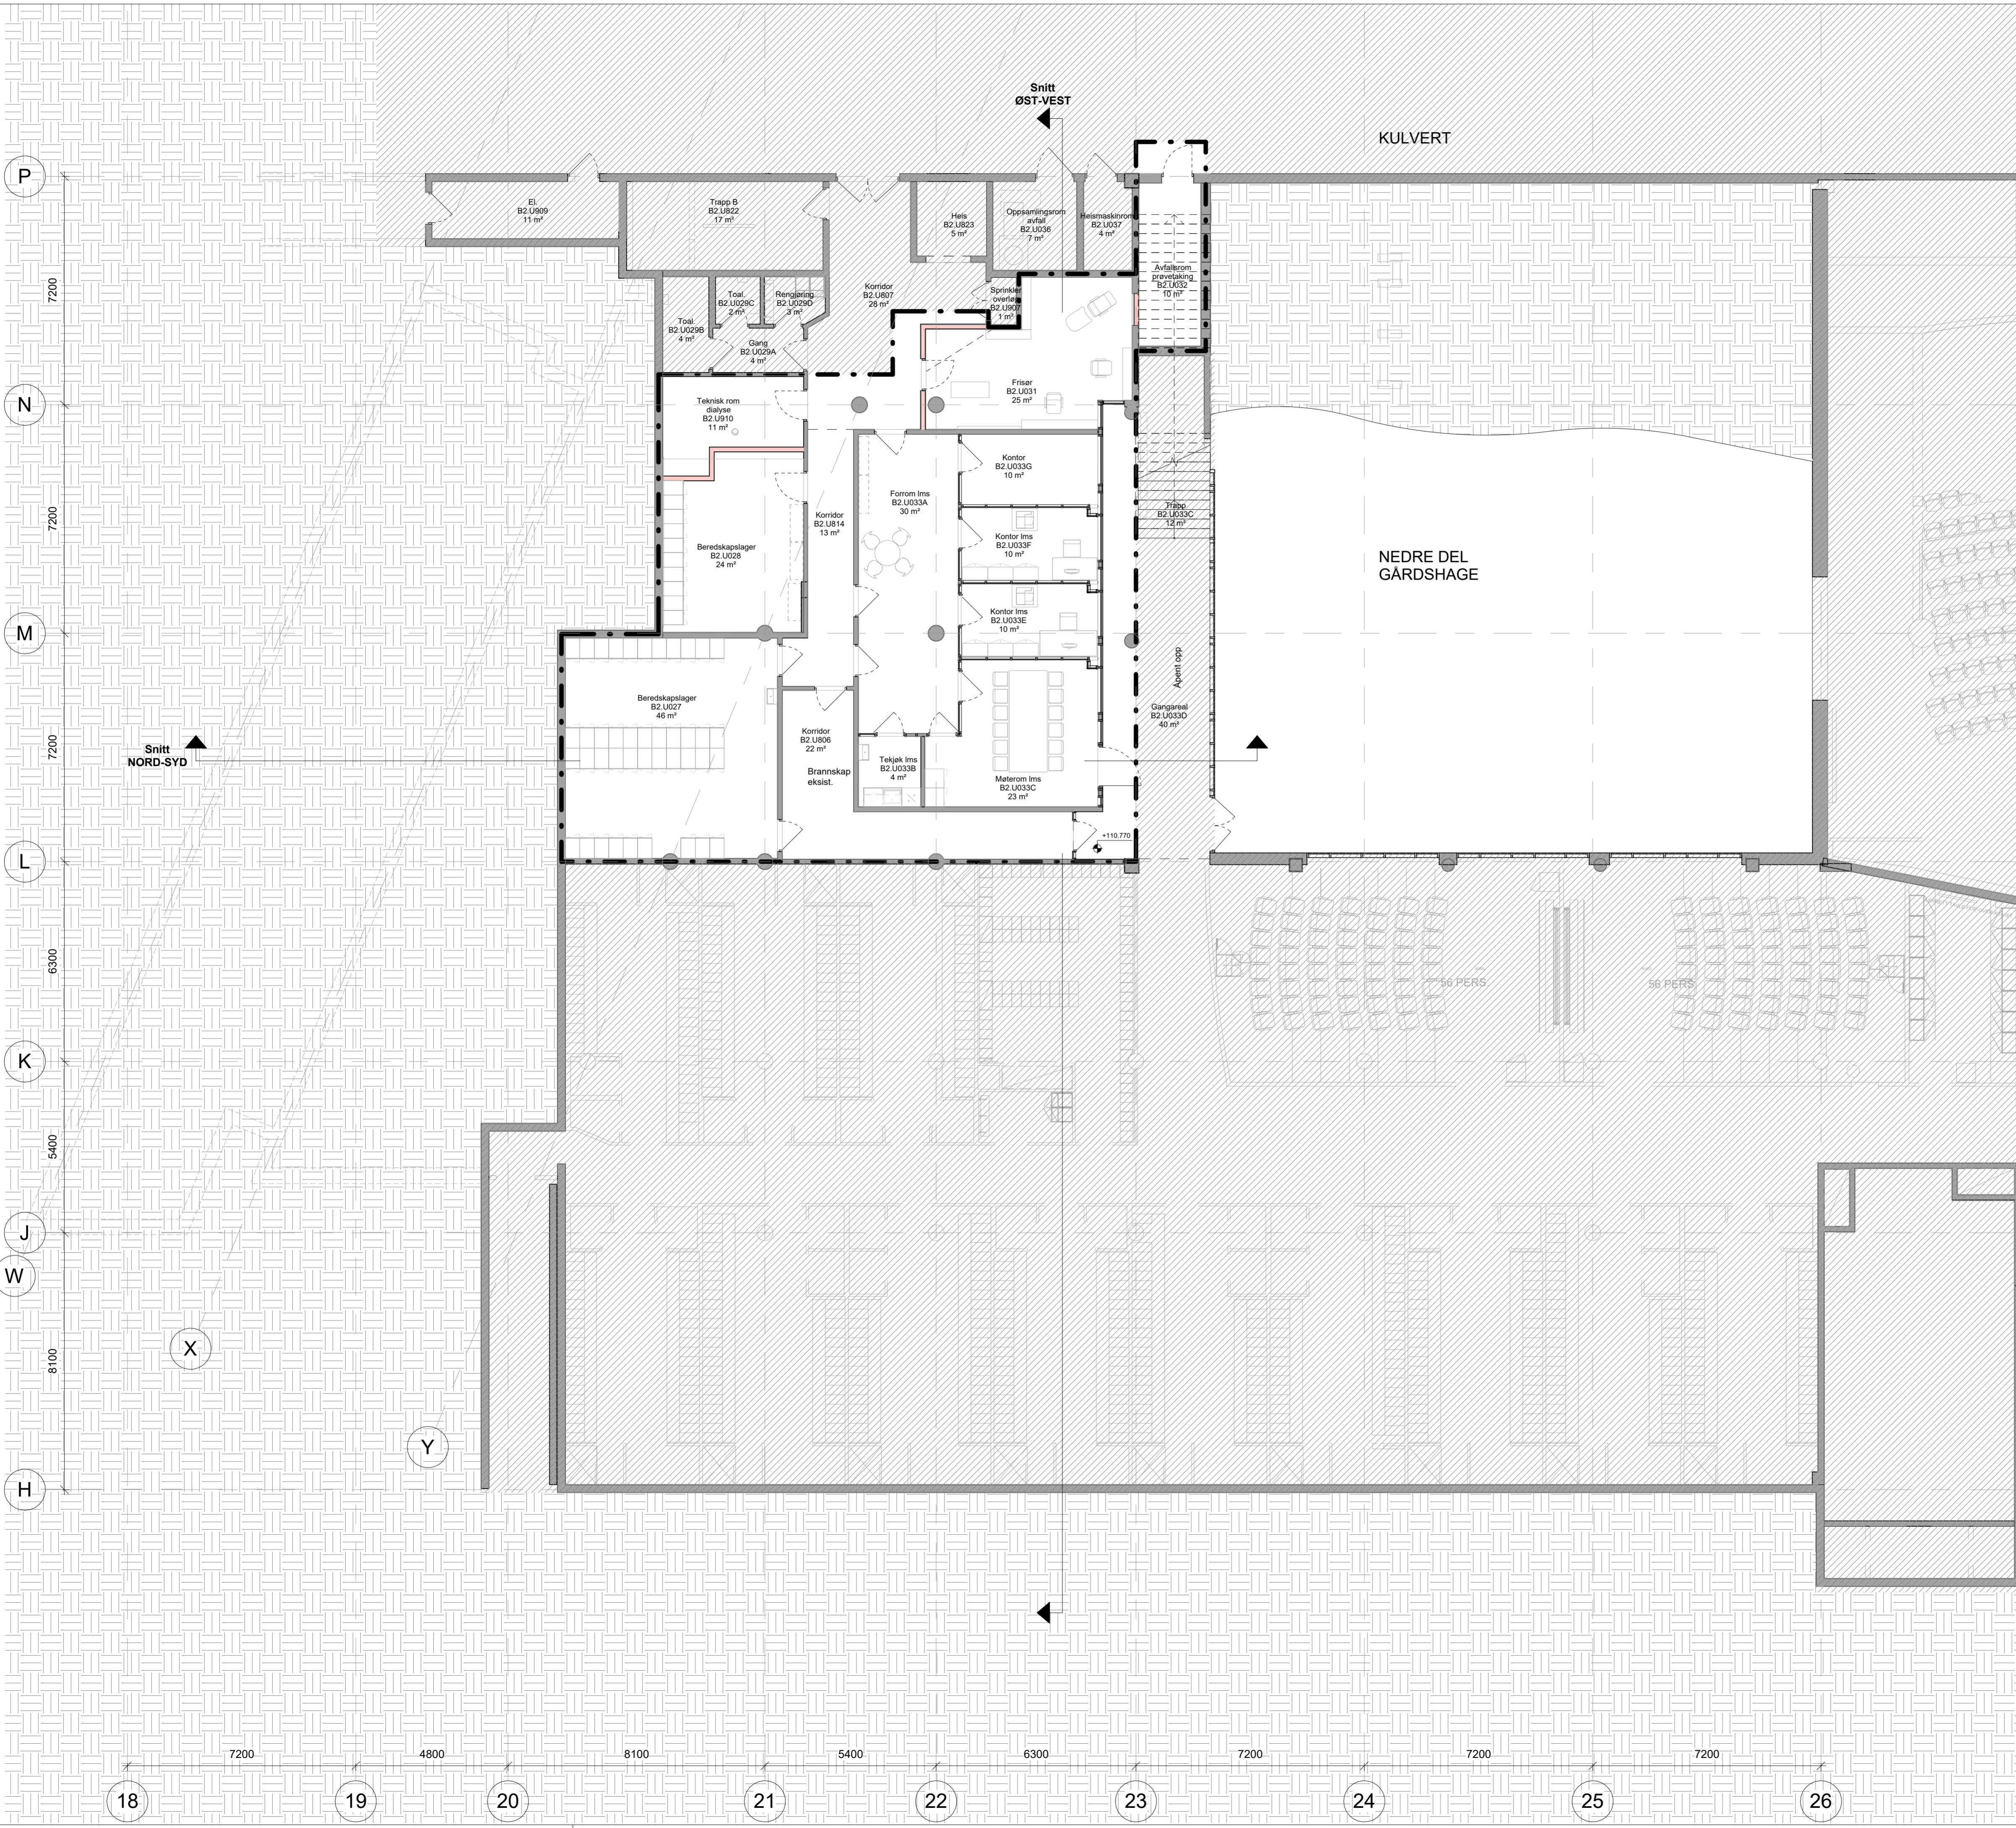 Snitt
ØST-VEST
KULVERT
P
El.
B2.U909
11 m²
Trapp B
B2.U822
17 m²
Heis
B2.U823
5 m²
Oppsamlingsrom
avfall
B2.U036
7 m²
Heismaskinrom
B2.U037
4 m²
Avfallsrom
prøvetaking
B2.U032
10 m²
7200
Toal.
B2.U029C
2 m²
Rengjøring
B2.U029D
3 m²
Korridor
B2.U807
28 m²
Sprinkler
overløp
B2.U907
1 m²
Toal.
B2.U029B
4 m²
Gang
B2.U029A
4 m²
Frisør
B2.U031
25 m²
N
Teknisk rom
dialyse
B2.U910
11 m²
Kontor
B2.U033G
10 m²
Forrom lms
B2.U033A
30 m²
7200
Korridor
B2.U814
13 m²
Trapp
B2.U033C
12 m²
Kontor lms
B2.U033F
10 m²
Beredskapslager
B2.U028
24 m²
NEDRE DEL
GÅRDSHAGE
Kontor lms
B2.U033E
10 m²
M
Åpent opp
Beredskapslager
B2.U027
46 m²
Gangareal
B2.U033D
40 m²
7200
Snitt
NORD-SYD
Korridor
B2.U806
22 m²
Brannskap
eksist.
Tekjøk lms
B2.U033B
4 m²
Møterom lms
B2.U033C
23 m²
+110.770
L
6300
56 PERS.
56 PERS
K
5400
J
W
X
8100
Y
H
7200
4800
8100
5400
6300
7200
7200
7200
18
19
20
21
22
23
24
25
26